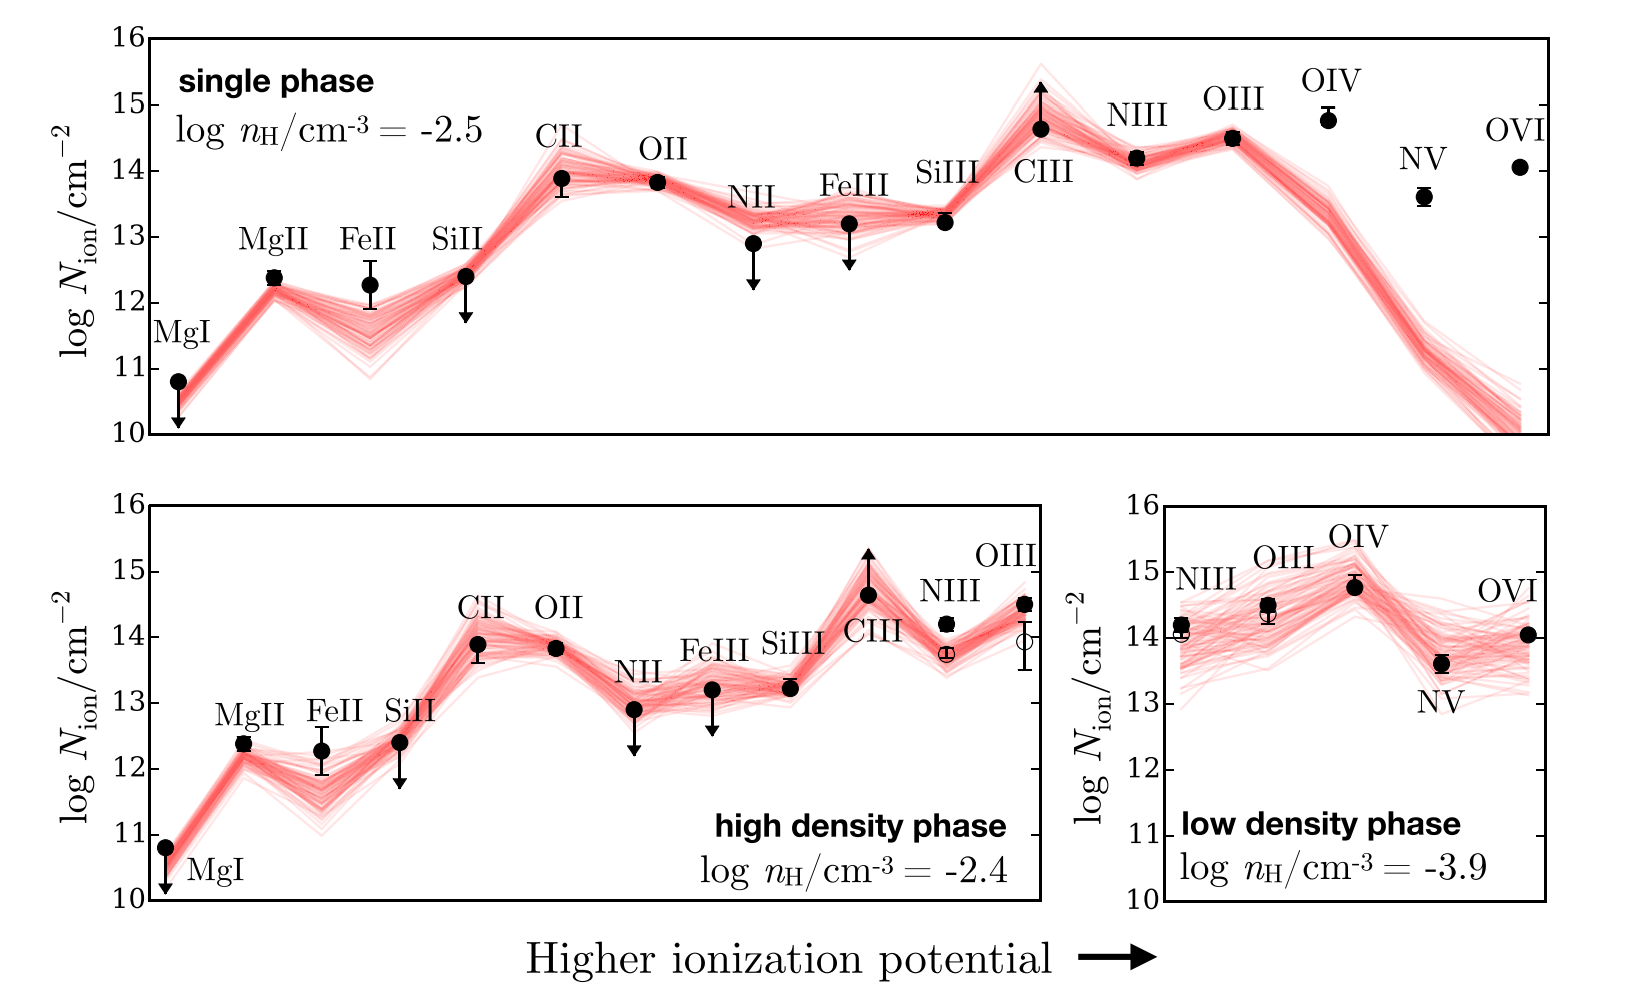 16
15
14
13
12
11
10
log N_ion/cm⁻²
single phase
log n_H/cm⁻³ = -2.5
MgI
MgII
FeII
SiII
CII
OII
NII
FeIII
SiIII
CIII
NIII
OIII
OIV
NV
OVI
16
15
14
13
12
11
10
log N_ion/cm⁻²
MgI
MgII
FeII
SiII
CII
OII
NII
FeIII
SiIII
CIII
NIII
OIII
high density phase
log n_H/cm⁻³ = -2.4
16
15
14
13
12
11
10
log N_ion/cm⁻²
NIII
OIII
OIV
NV
OVI
low density phase
log n_H/cm⁻³ = -3.9
Higher ionization potential